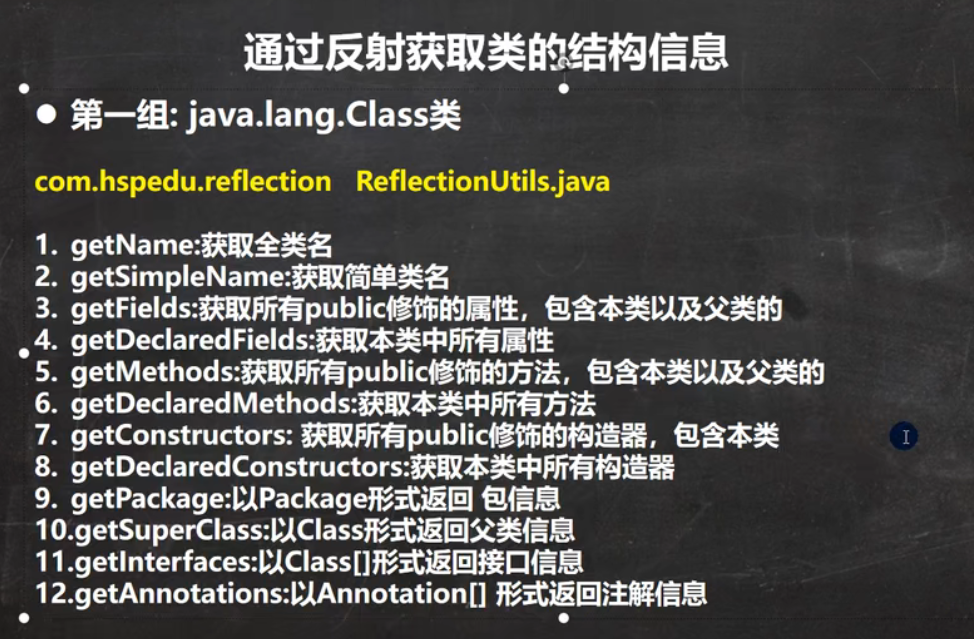 通过反射获取类的结构信息
● 第一组: java.lang.Class类
com.hspedu.reflection ReflectionUtils.java
1. getName:获取全类名
2. getSimpleName:获取简单类名
3. getFields:获取所有public修饰的属性，包含本类以及父类的
4. getDeclaredFields:获取本类中所有属性
5. getMethods:获取所有public修饰的方法，包含本类以及父类的
6. getDeclaredMethods:获取本类中所有方法
7. getConstructors: 获取所有public修饰的构造器，包含本类
8. getDeclaredConstructors:获取本类中所有构造器
9. getPackage:以Package形式返回 包信息
10.getSuperClass:以Class形式返回父类信息
11.getInterfaces:以Class[]形式返回接口信息
12.getAnnotations:以Annotation[] 形式返回注解信息